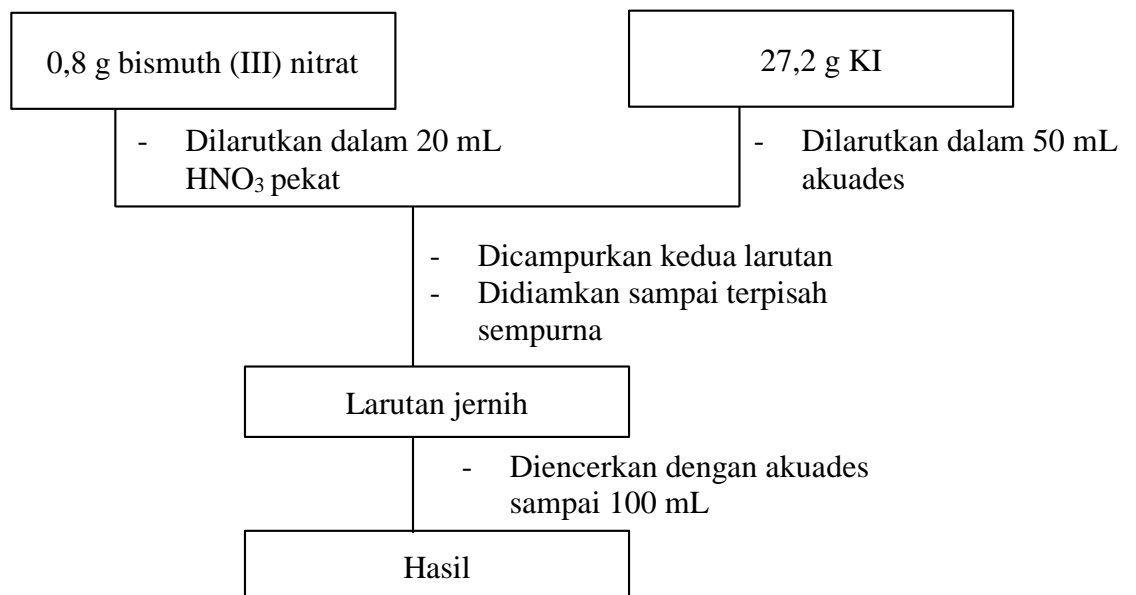 0,8 g bismuth (III) nitrat
27,2 g KI
- Dilarutkan dalam 20 mL
HNO₃ pekat
- Dilarutkan dalam 50 mL
akuades
- Dicampurkan kedua larutan
- Didiamkan sampai terpisah
sempurna
Larutan jernih
- Diencerkan dengan akuades
sampai 100 mL
Hasil